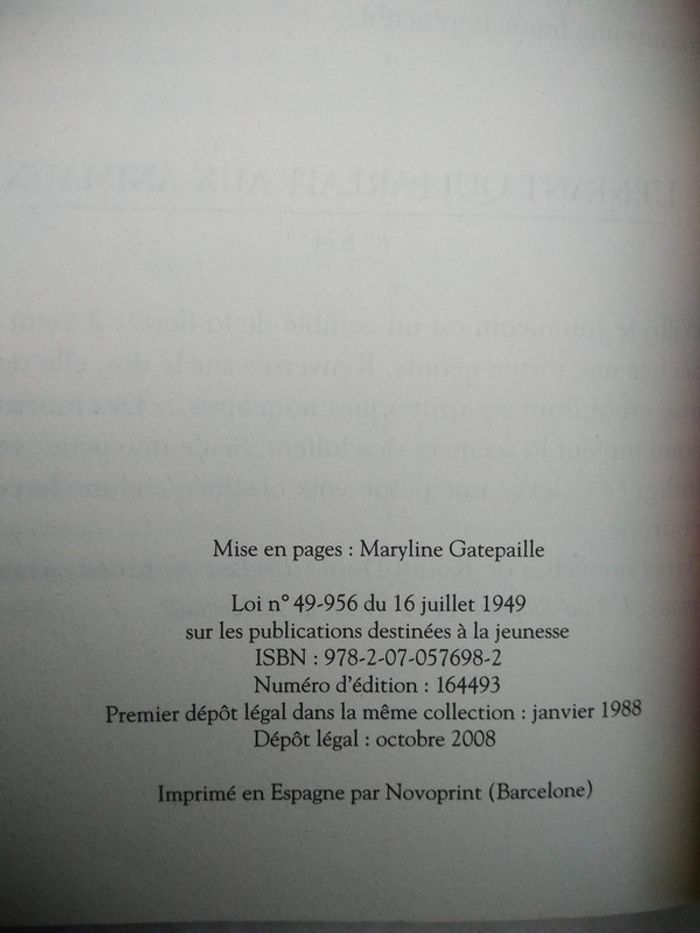 Mise en pages : Maryline Gatepaille
Loi n° 49-956 du 16 juillet 1949
sur les publications destinées à la jeunesse
ISBN : 978-2-07-057698-2
Numéro d'édition : 164493
Premier dépôt légal dans la même collection : janvier 1988
Dépôt légal : octobre 2008
Imprimé en Espagne par Novoprint (Barcelone)